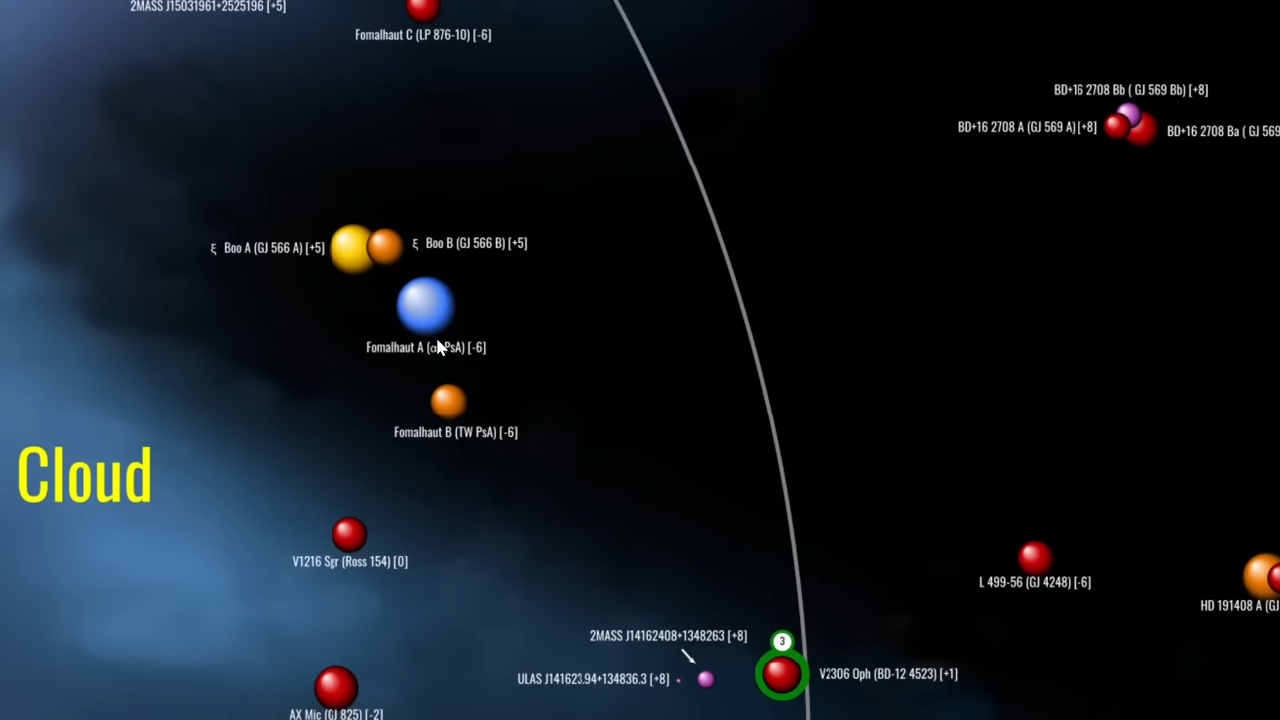 2MASS J15031961+2525196 [+5]
Fomalhaut C (LP 876-10) [-6]
BD+16 2708 Bb ( GJ 569 Bb) [+8]
BD+16 2708 A (GJ 569 A) [+8]
BD+16 2708 Ba ( GJ 569
ξ Boo A (GJ 566 A) [+5]
ξ Boo B (GJ 566 B) [+5]
Fomalhaut A (α PsA) [-6]
Fomalhaut B (TW PsA) [-6]
Cloud
V1216 Sgr (Ross 154) [0]
L 499-56 (GJ 4248) [-6]
HD 191408 A (GJ
2MASS J14162408+1348263 [+8]
3
ULAS J141623.94+134836.3 [+8]
V2306 Oph (BD-12 4523) [+1]
AX Mic (GJ 825) [-2]